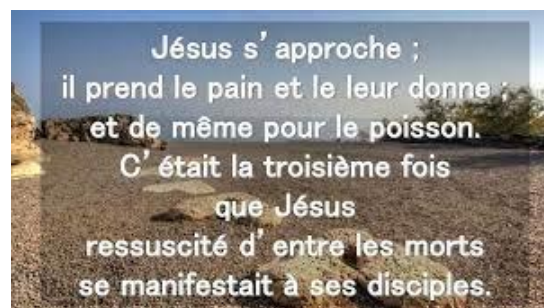 Jésus s’approche ;
il prend le pain et le leur donne ;
et de même pour le poisson.
C’était la troisième fois
que Jésus
ressuscité d’entre les morts
se manifestait à ses disciples.